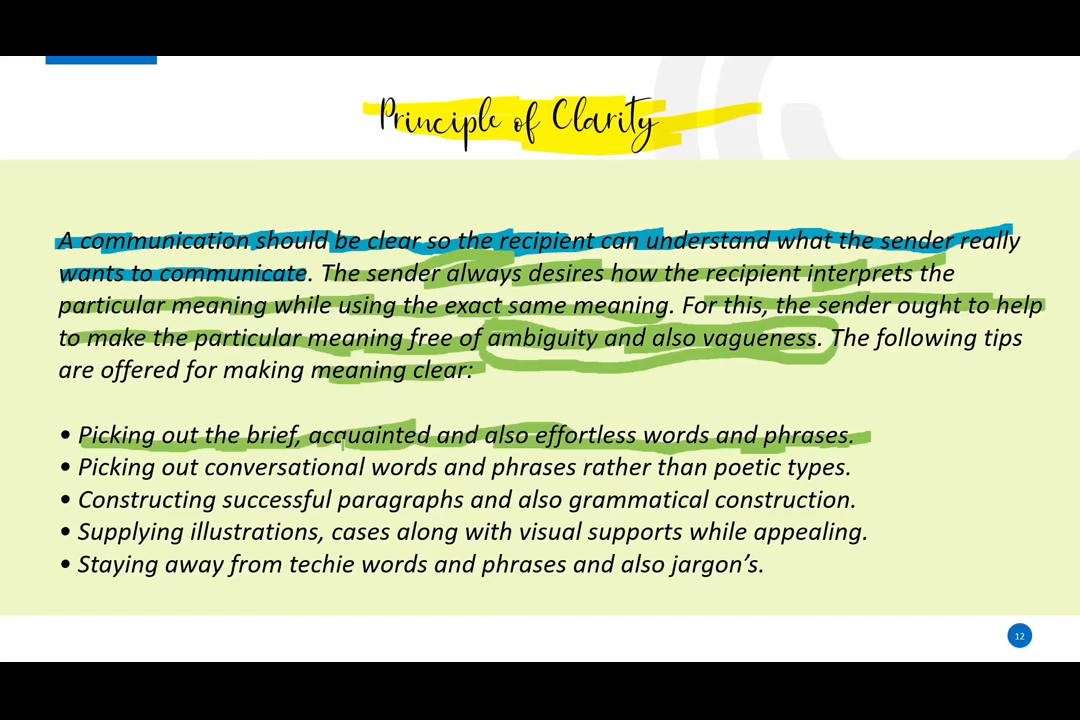 Principle of Clarity
A communication should be clear so the recipient can understand what the sender really
wants to communicate. The sender always desires how the recipient interprets the
particular meaning while using the exact same meaning. For this, the sender ought to help
to make the particular meaning free of ambiguity and also vagueness. The following tips
are offered for making meaning clear:
• Picking out the brief, acquainted and also effortless words and phrases.
• Picking out conversational words and phrases rather than poetic types.
• Constructing successful paragraphs and also grammatical construction.
• Supplying illustrations, cases along with visual supports while appealing.
• Staying away from techie words and phrases and also jargon’s.
12